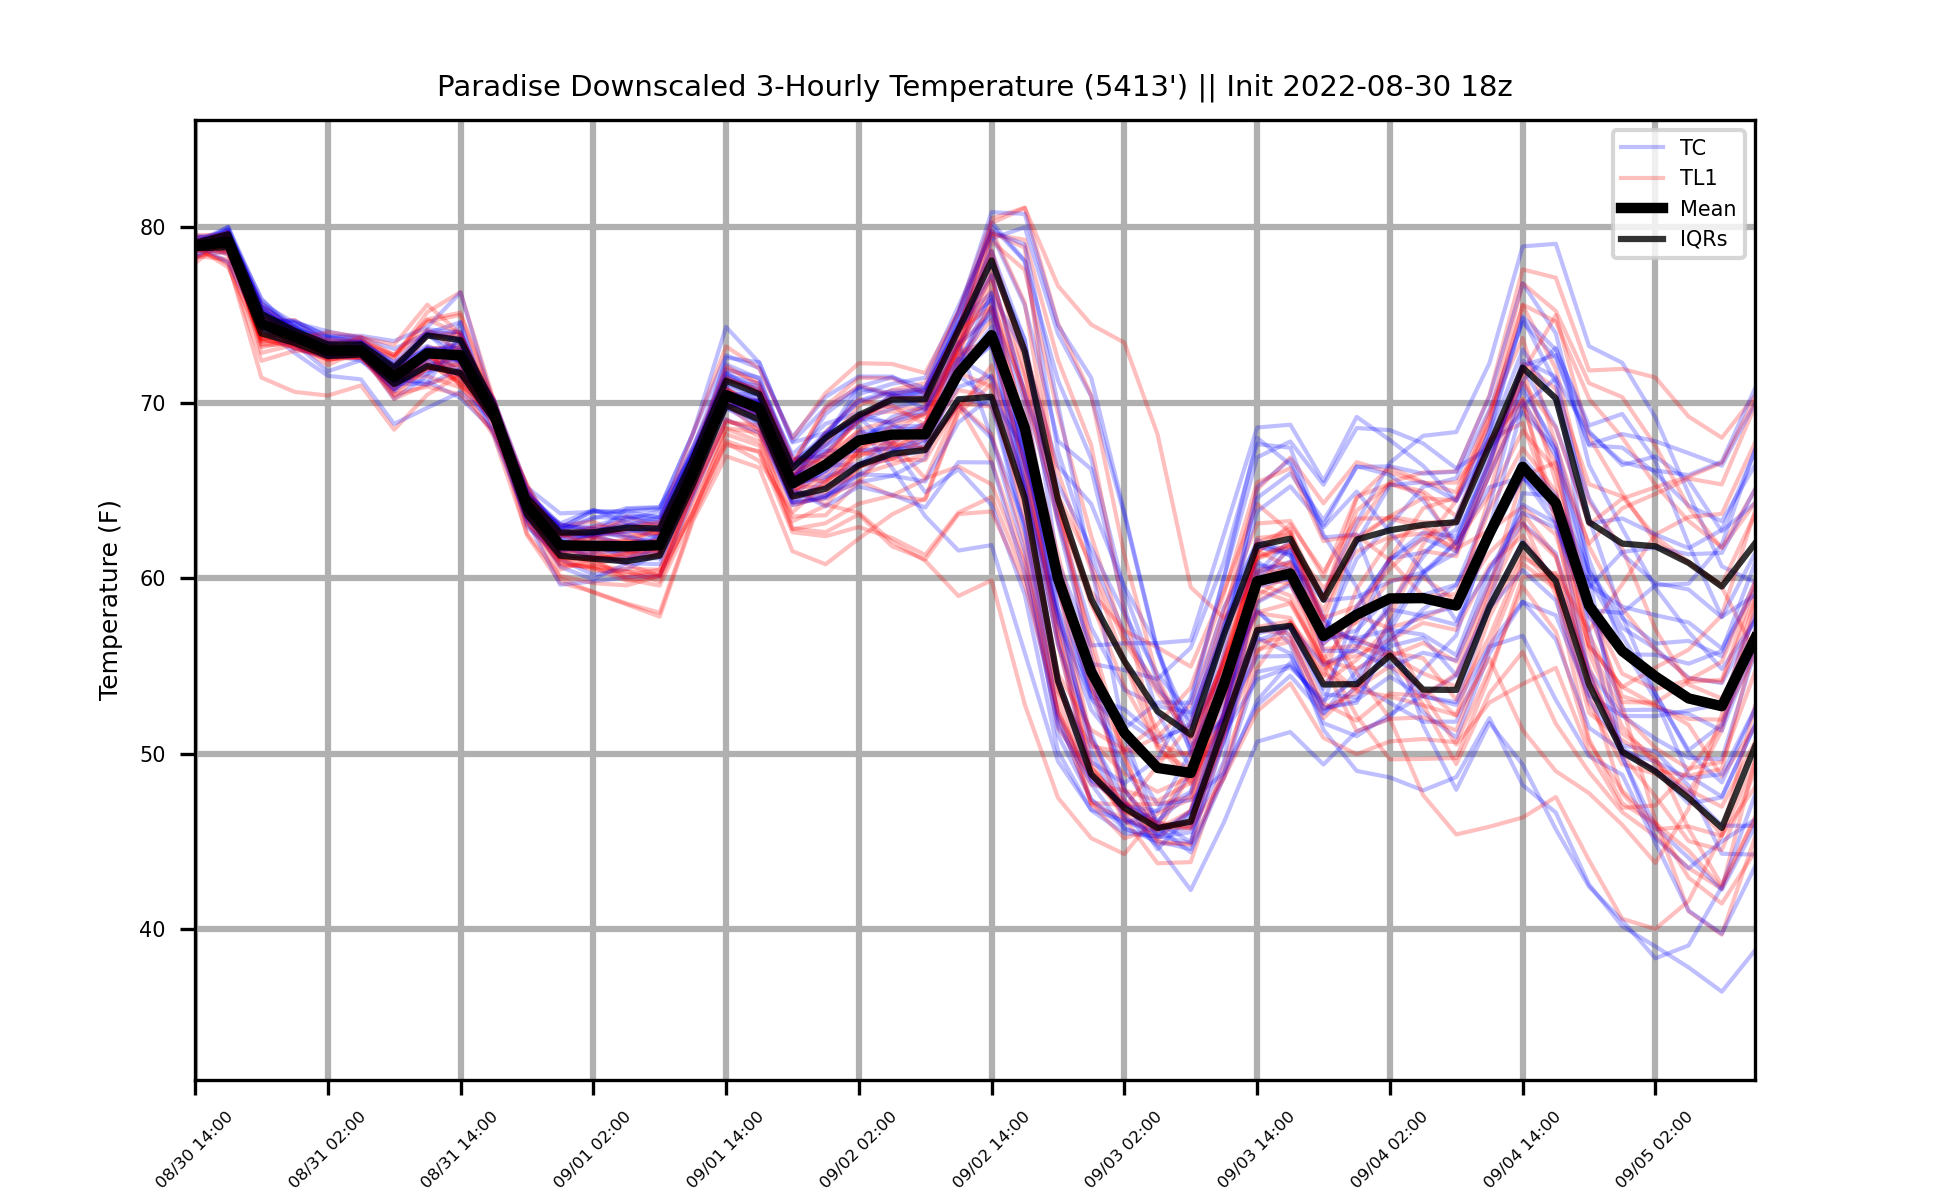 Paradise Downscaled 3-Hourly Temperature (5413') || Init 2022-08-30 18z
TC
TL1
Mean
IQRs
Temperature (F)
80
70
60
50
40
08/30 14:00
08/31 02:00
08/31 14:00
09/01 02:00
09/01 14:00
09/02 02:00
09/02 14:00
09/03 02:00
09/03 14:00
09/04 02:00
09/04 14:00
09/05 02:00